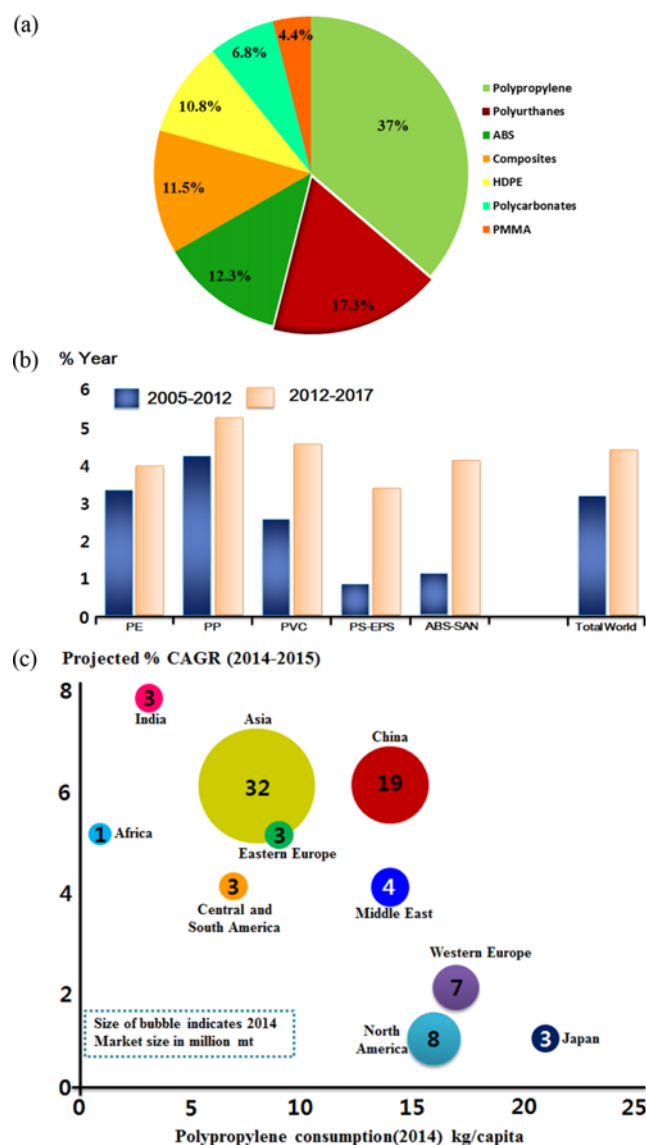 (a)
4.4%
6.8%
10.8%
37%
11.5%
12.3%
17.3%
Polypropylene
Polyurthanes
ABS
Composites
HDPE
Polycarbonates
PMMA
(b)
% Year
6
5
4
3
2
1
0
2005-2012
2012-2017
PE
PP
PVC
PS-EPS
ABS-SAN
Total World
(c)
Projected % CAGR (2014-2015)
8
6
4
2
0
3
India
Asia
32
China
19
1
Africa
3
Eastern Europe
3
Central and
South America
4
Middle East
Western Europe
7
North
America
8
3
Japan
Size of bubble indicates 2014
Market size in million mt
0
5
10
15
20
25
Polypropylene consumption(2014) kg/capita